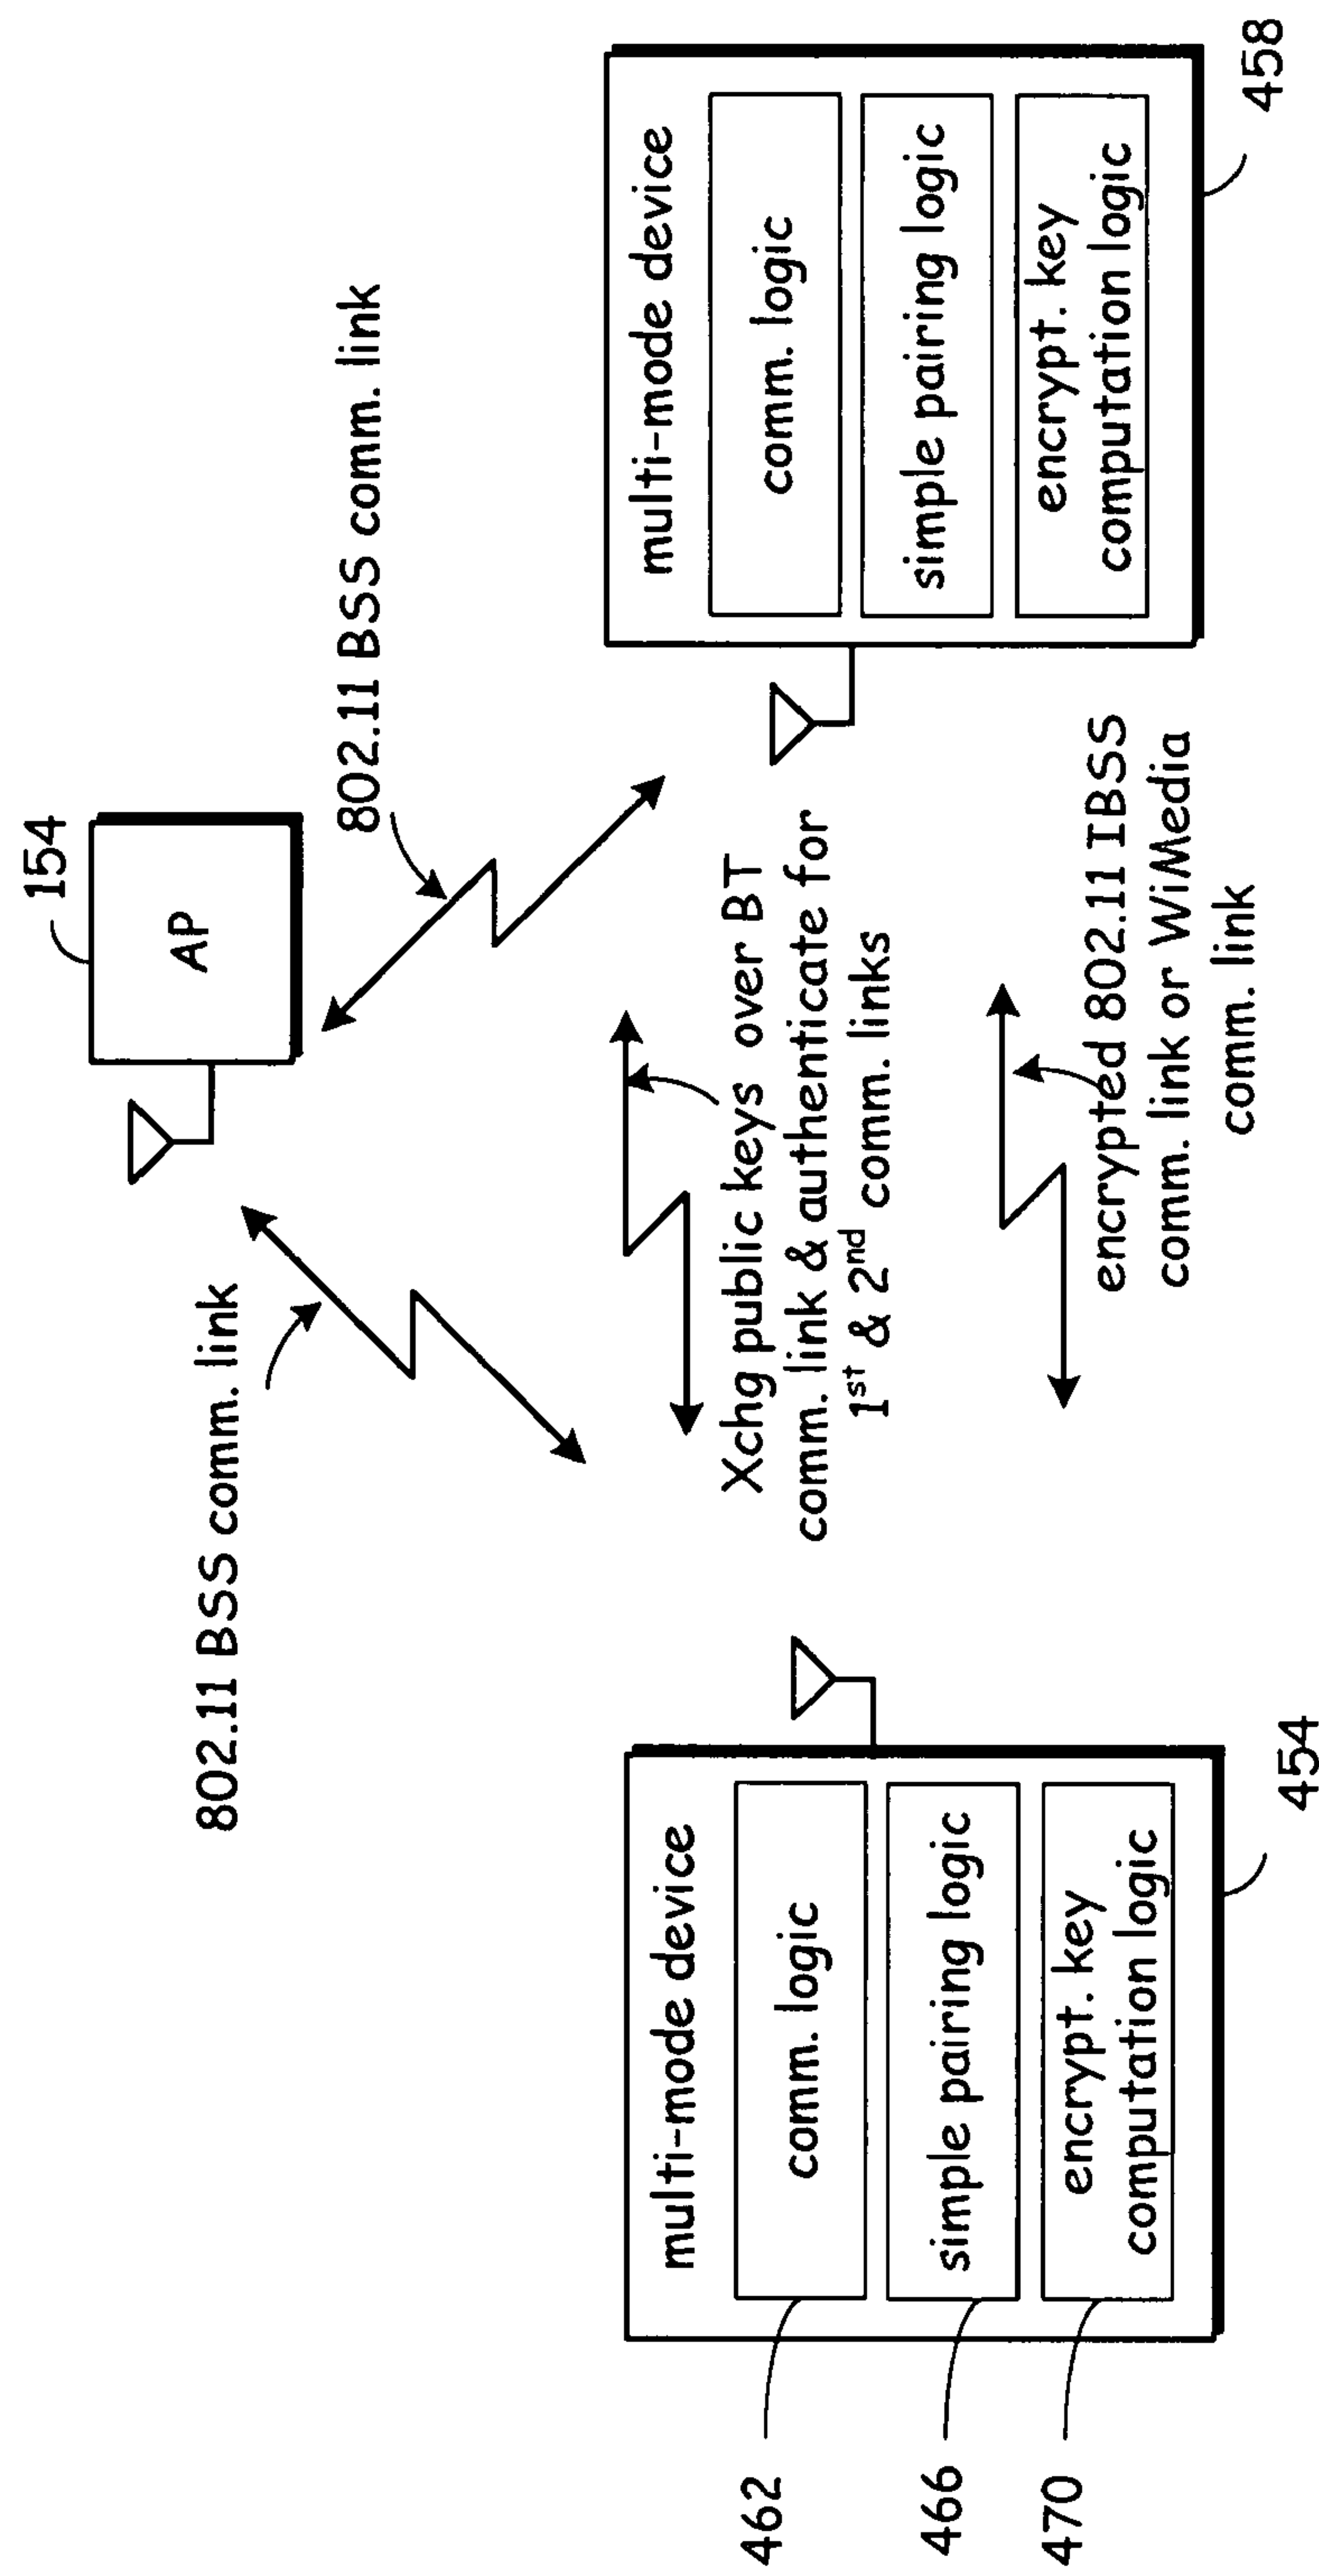 154
AP
802.11 BSS comm. link
802.11 BSS comm. link
multi-mode device
comm. logic
simple pairing logic
encrypt. key
computation logic
462
466
470
454
Xchg public keys over BT
comm. link & authenticate for
1st & 2nd comm. links
encrypted 802.11 IBSS
comm. link or WiMedia
comm. link
multi-mode device
comm. logic
simple pairing logic
encrypt. key
computation logic
458